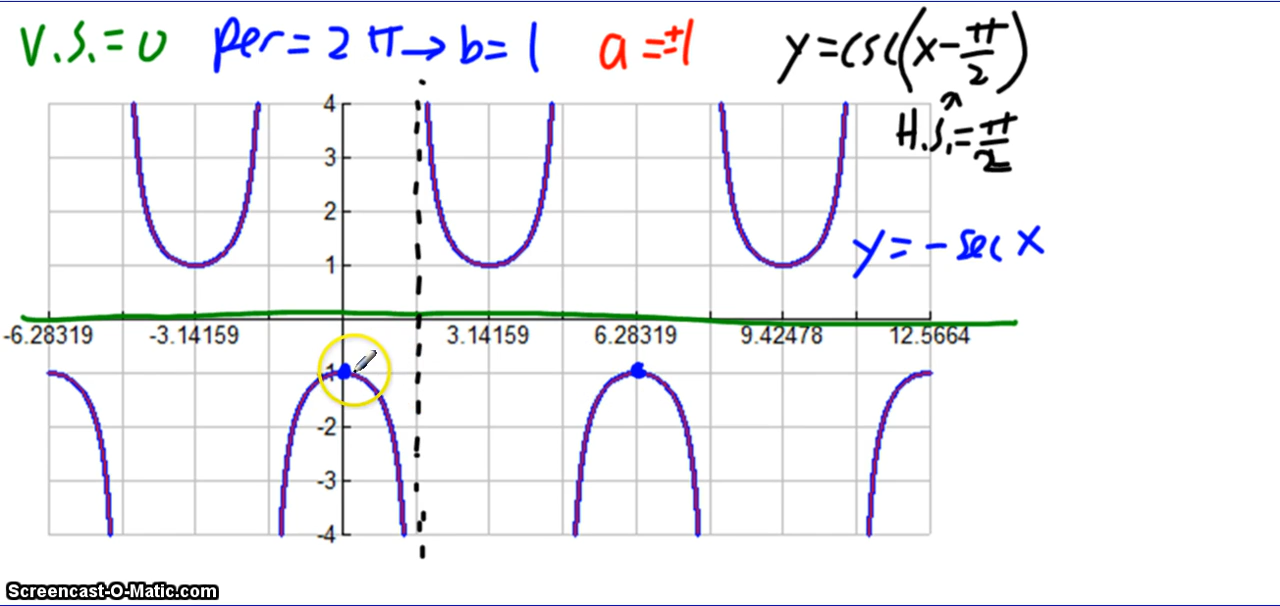 V.S.=0 per=2π→b=1 a=±1 y=csc(x-π/2)
H.S.=π/2
y=-sec x
4
3
2
1
-6.28319 -3.14159 3.14159 6.28319 9.42478 12.5664
-2
-3
-4
Screencast-O-Matic.com